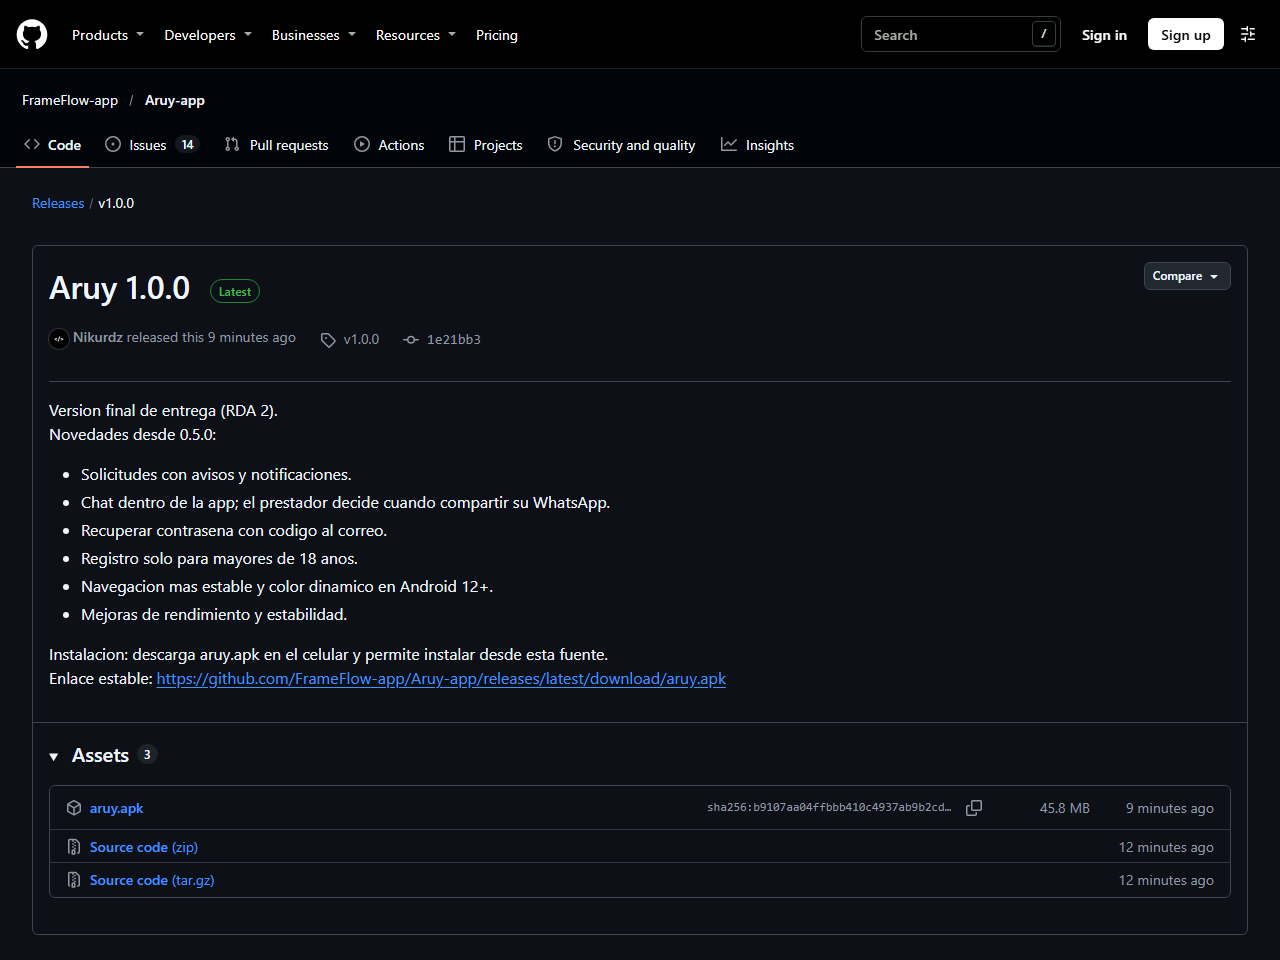 Products Developers Businesses Resources Pricing Search / Sign in Sign up
FrameFlow-app / Aruy-app
Code Issues 14 Pull requests Actions Projects Security and quality Insights
Releases / v1.0.0
Aruy 1.0.0 Latest Compare
Nikurdz released this 9 minutes ago v1.0.0 1e21bb3
Version final de entrega (RDA 2).
Novedades desde 0.5.0:
Solicitudes con avisos y notificaciones.
Chat dentro de la app; el prestador decide cuando compartir su WhatsApp.
Recuperar contrasena con codigo al correo.
Registro solo para mayores de 18 anos.
Navegacion mas estable y color dinamico en Android 12+.
Mejoras de rendimiento y estabilidad.
Instalacion: descarga aruy.apk en el celular y permite instalar desde esta fuente.
Enlace estable: https://github.com/FrameFlow-app/Aruy-app/releases/latest/download/aruy.apk
Assets 3
aruy.apk sha256:b9107aa04ffbbb410c4937ab9b2cd… 45.8 MB 9 minutes ago
Source code (zip) 12 minutes ago
Source code (tar.gz) 12 minutes ago